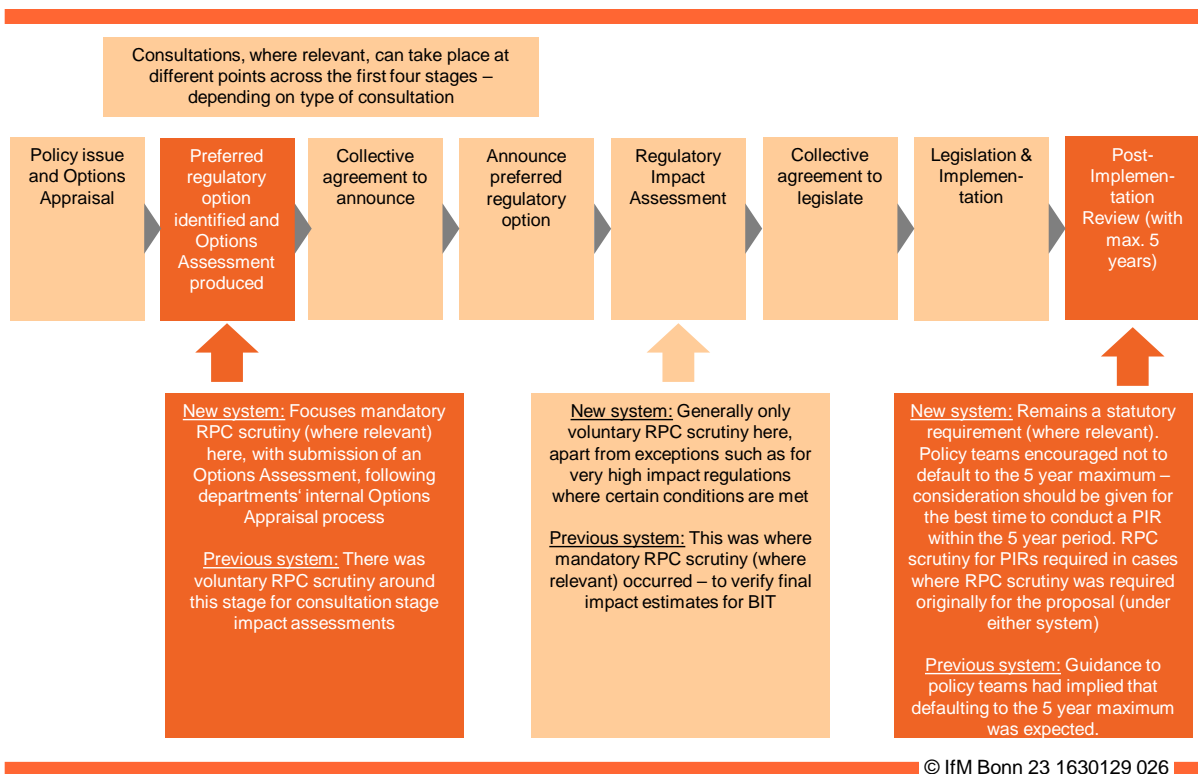 Consultations, where relevant, can take place at
different points across the first four stages –
depending on type of consultation
Policy issue
and Options
Appraisal
Preferred
regulatory
option
identified and
Options
Assessment
produced
Collective
agreement to
announce
Announce
preferred
regulatory
option
Regulatory
Impact
Assessment
Collective
agreement to
legislate
Legislation &
Implemen-
tation
Post-
Implemen-
tation
Review (with
max. 5
years)
New system: Focuses mandatory
RPC scrutiny (where relevant)
here, with submission of an
Options Assessment, following
departments‘ internal Options
Appraisal process
Previous system: There was
voluntary RPC scrutiny around
this stage for consultation stage
impact assessments
New system: Generally only
voluntary RPC scrutiny here,
apart from exceptions such as for
very high impact regulations
where certain conditions are met
Previous system: This was where
mandatory RPC scrutiny (where
relevant) occurred – to verify final
impact estimates for BIT
New system: Remains a statutory
requirement (where relevant).
Policy teams encouraged not to
default to the 5 year maximum –
consideration should be given for
the best time to conduct a PIR
within the 5 year period. RPC
scrutiny for PIRs required in cases
where RPC scrutiny was required
originally for the proposal (under
either system)
Previous system: Guidance to
policy teams had implied that
defaulting to the 5 year maximum
was expected.
© IfM Bonn 23 1630129 026